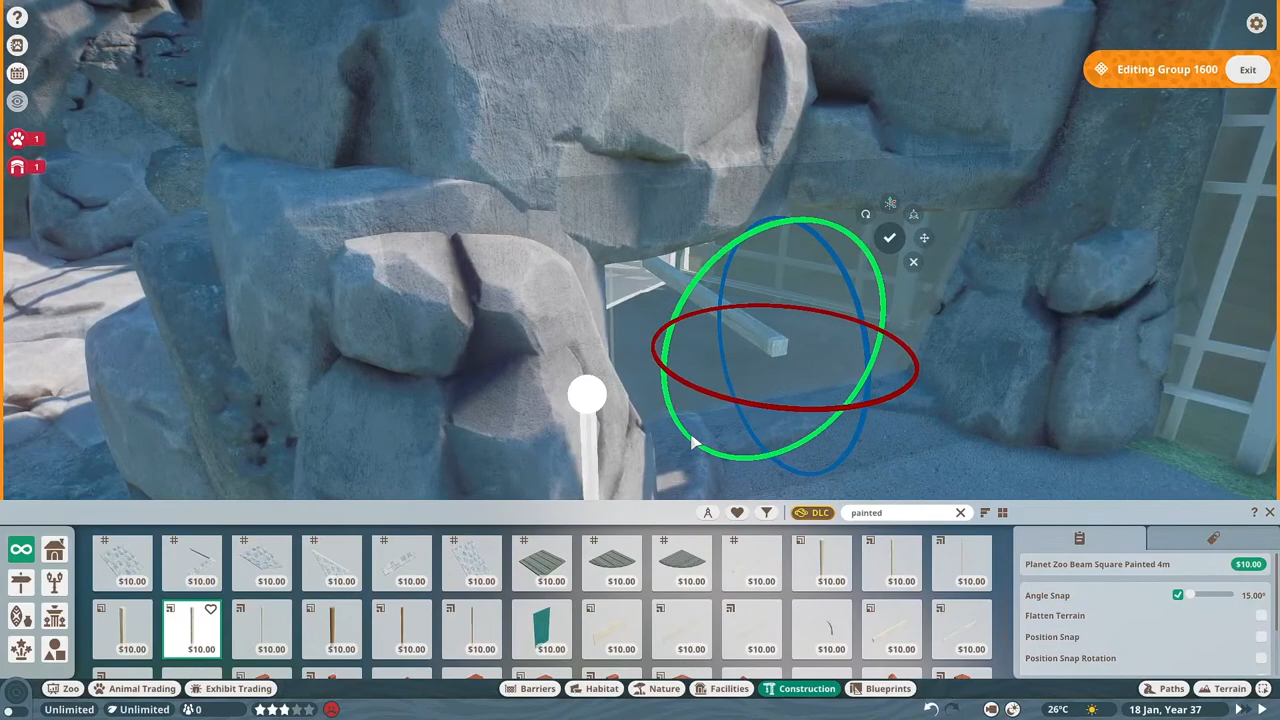 ?
Editing Group 1600
Exit
1
1
DLC
painted
?
$10.00 $10.00 $10.00 $10.00 $10.00 $10.00 $10.00 $10.00 $10.00 $10.00 $10.00 $10.00 $10.00
$10.00 $10.00 $10.00 $10.00 $10.00 $10.00 $10.00 $10.00 $10.00 $10.00 $10.00 $10.00 $10.00
Planet Zoo Beam Square Painted 4m $10.00
Angle Snap 15.00°
Flatten Terrain
Position Snap
Position Snap Rotation
Zoo Animal Trading Exhibit Trading Barriers Habitat Nature Facilities Construction Blueprints Paths Terrain
Unlimited Unlimited 0 26°C 18 Jan, Year 37